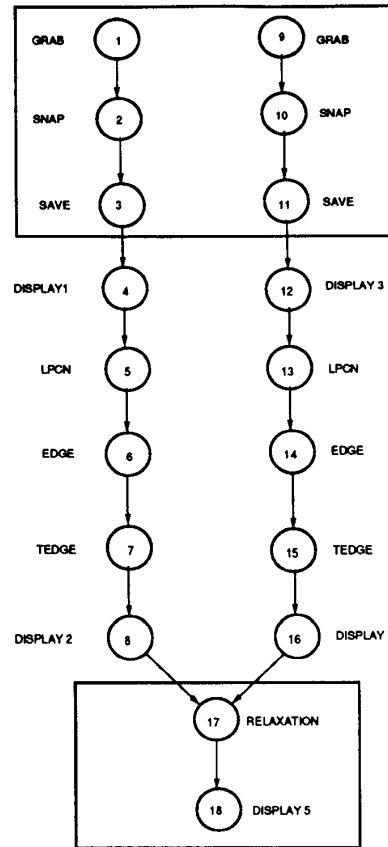 GRAB 1 9 GRAB
SNAP 2 10 SNAP
SAVE 3 11 SAVE
DISPLAY1 4 12 DISPLAY 3
LPCN 5 13 LPCN
EDGE 6 14 EDGE
TEDGE 7 15 TEDGE
DISPLAY 2 8 16 DISPLAY
17 RELAXATION
18 DISPLAY 5